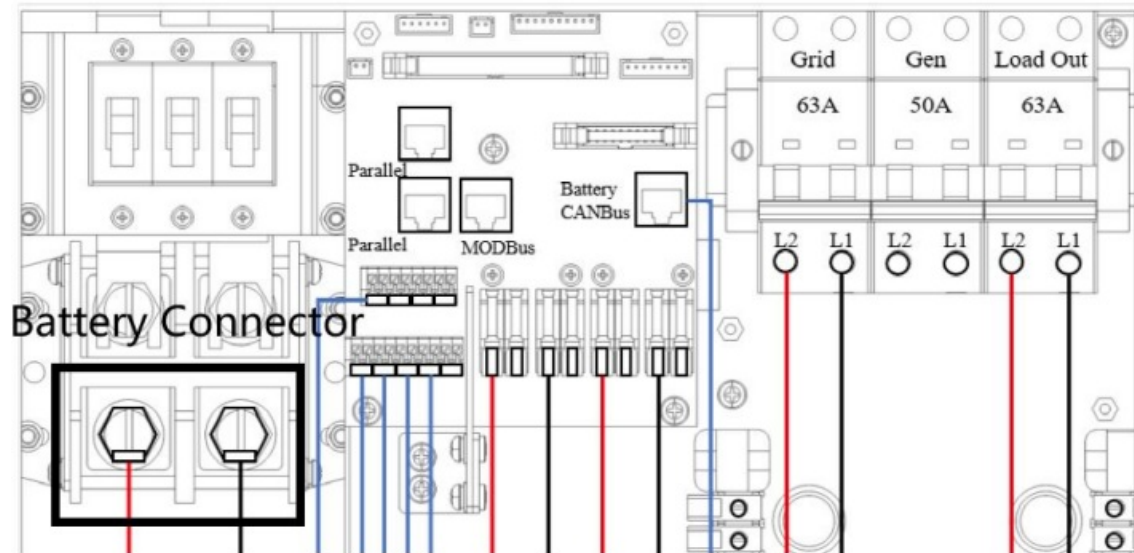 Grid Gen Load Out
63A 50A 63A
Parallel
Battery
CANBus
Parallel MODBus
L2 L1 L2 L1 L2 L1
Battery Connector